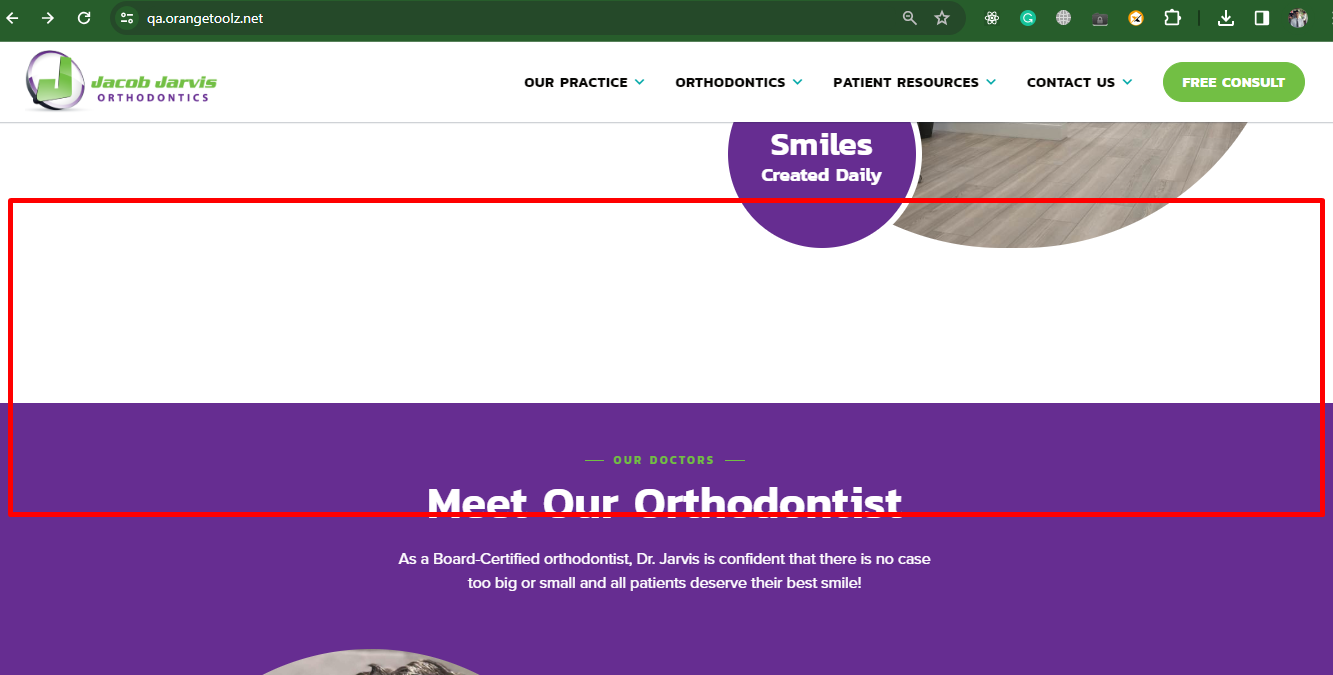 qa.orangetoolz.net
Jacob Jarvis
ORTHODONTICS
OUR PRACTICE
ORTHODONTICS
PATIENT RESOURCES
CONTACT US
FREE CONSULT
Smiles
Created Daily
OUR DOCTORS
Meet Our Orthodontist
As a Board-Certified orthodontist, Dr. Jarvis is confident that there is no case
too big or small and all patients deserve their best smile!